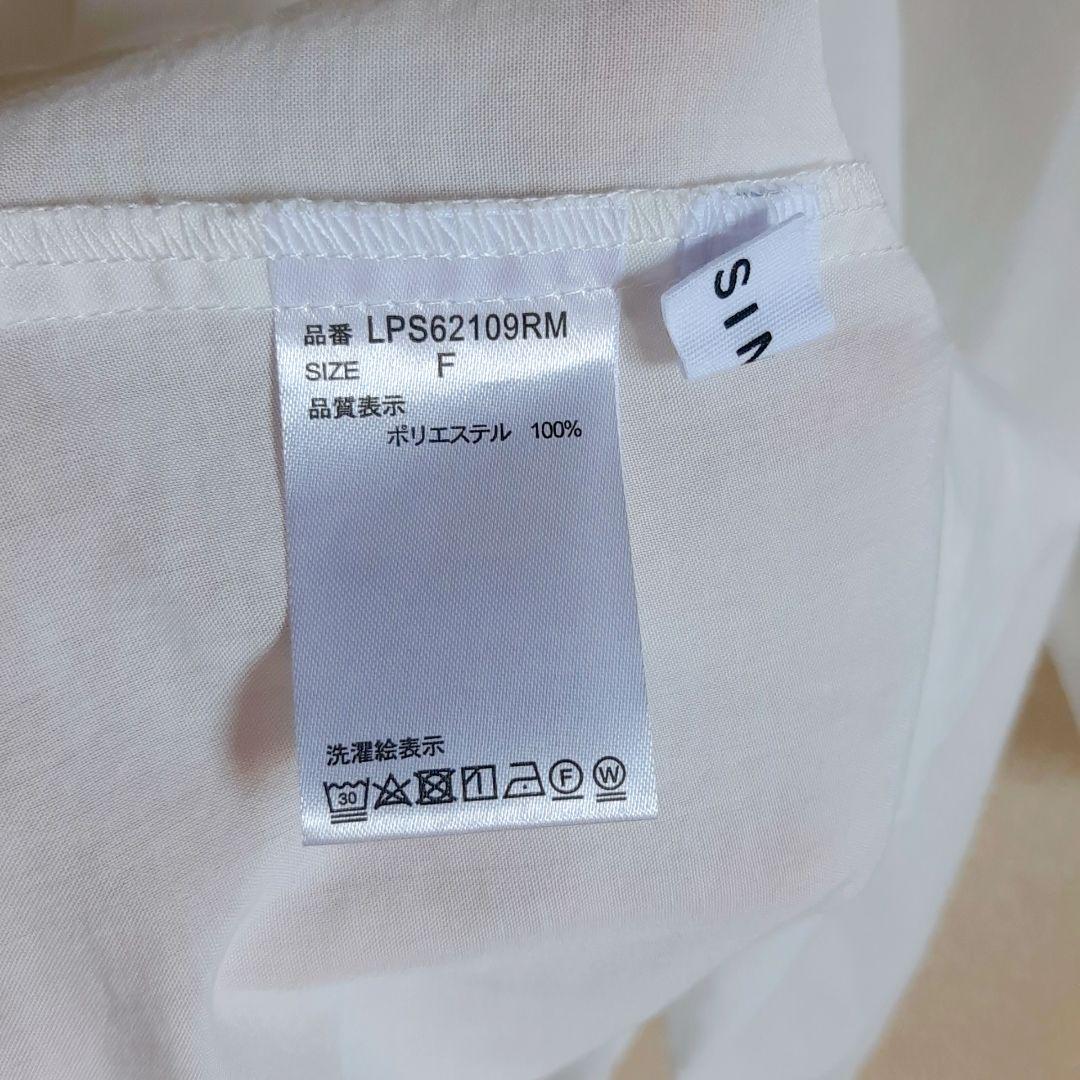 品番 LPS62109RM
SIZE F
品質表示
ポリエステル 100%
洗濯絵表示
30 F W
SIN